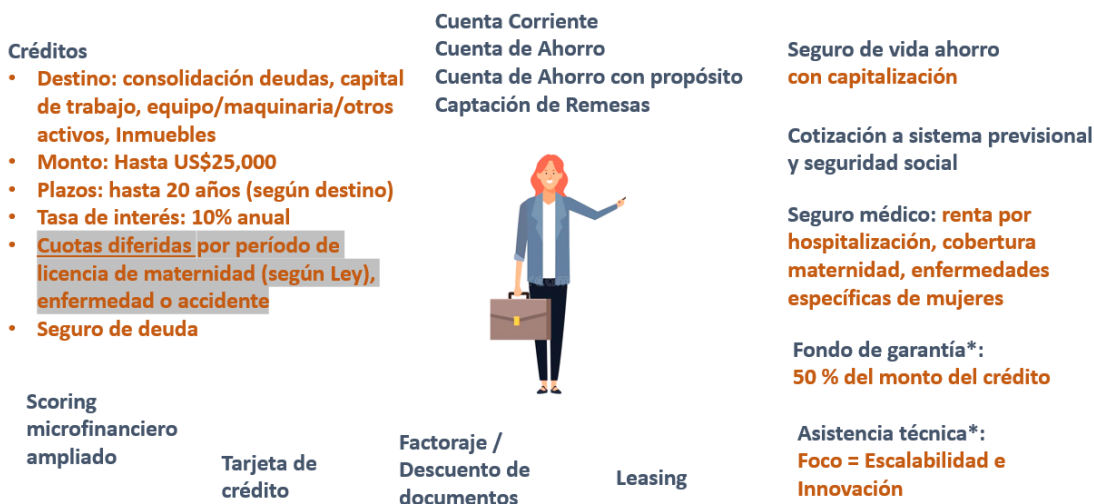 Créditos
• Destino: consolidación deudas, capital
de trabajo, equipo/maquinaria/otros
activos, Inmuebles
• Monto: Hasta US$25,000
• Plazos: hasta 20 años (según destino)
• Tasa de interés: 10% anual
• Cuotas diferidas por período de
licencia de maternidad (según Ley),
enfermedad o accidente
• Seguro de deuda
Cuenta Corriente
Cuenta de Ahorro
Cuenta de Ahorro con propósito
Captación de Remesas
Seguro de vida ahorro
con capitalización
Cotización a sistema previsional
y seguridad social
Seguro médico: renta por
hospitalización, cobertura
maternidad, enfermedades
específicas de mujeres
Fondo de garantía*:
50 % del monto del crédito
Scoring
microfinanciero
ampliado
Tarjeta de
crédito
Factoraje /
Descuento de
documentos
Leasing
Asistencia técnica*:
Foco = Escalabilidad e
Innovación